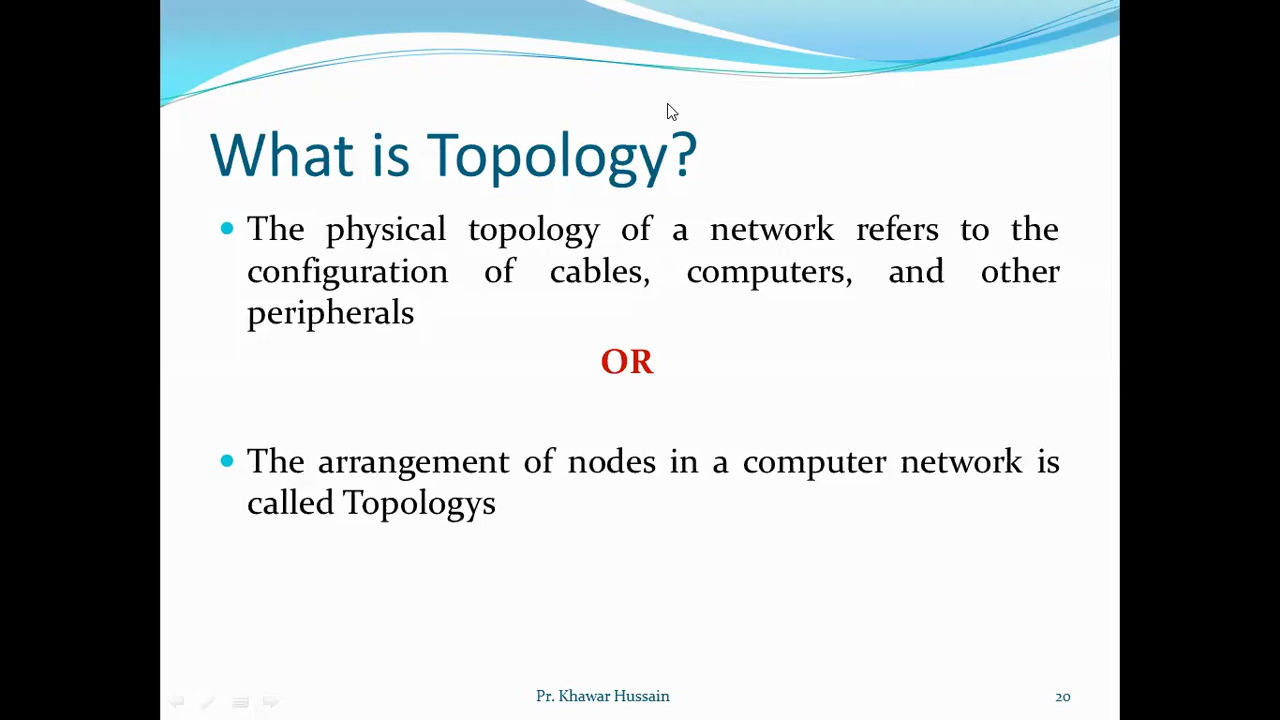 What is Topology?
• The physical topology of a network refers to the
configuration of cables, computers, and other
peripherals
OR
• The arrangement of nodes in a computer network is
called Topologys
Pr. Khawar Hussain
20